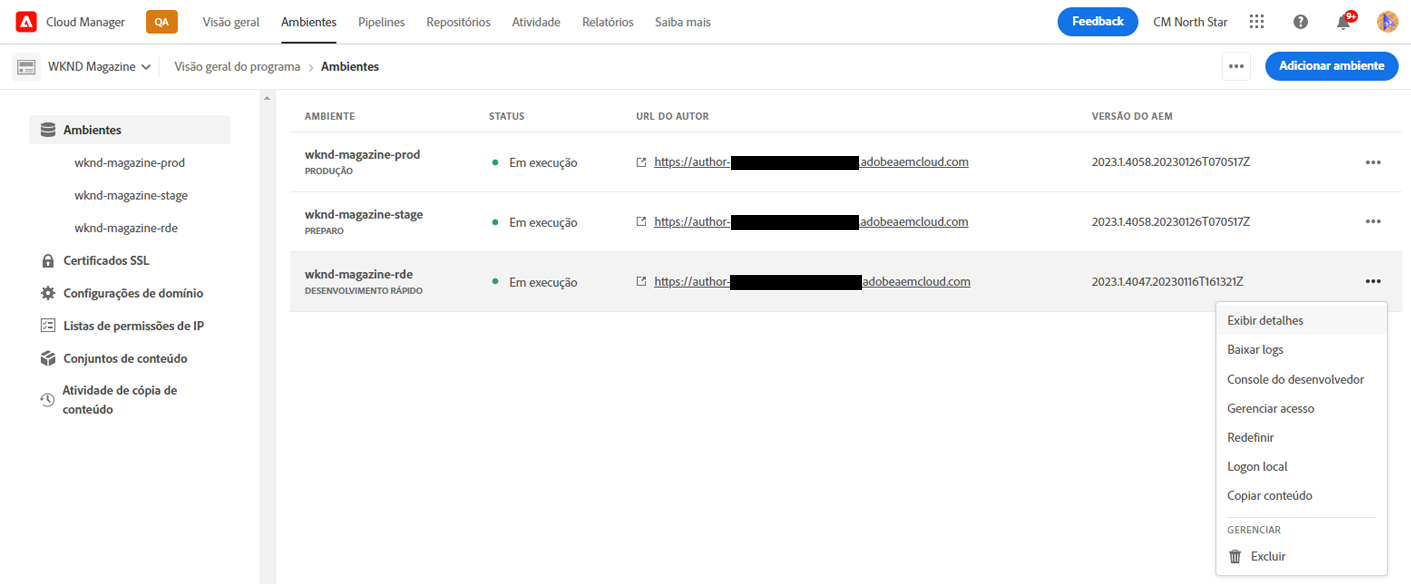 Cloud Manager QA Visão geral Ambientes Pipelines Repositórios Atividade Relatórios Saiba mais Feedback CM North Star 9+
WKND Magazine Visão geral do programa Ambientes Adicionar ambiente
Ambientes
wknd-magazine-prod
wknd-magazine-stage
wknd-magazine-rde
Certificados SSL
Configurações de domínio
Listas de permissões de IP
Conjuntos de conteúdo
Atividade de cópia de
conteúdo
AMBIENTE STATUS URL DO AUTOR VERSÃO DO AEM
wknd-magazine-prod
PRODUÇÃO
Em execução https://author- .adobeaemcloud.com 2023.1.4058.20230126T070517Z
wknd-magazine-stage
PREPARO
Em execução https://author- .adobeaemcloud.com 2023.1.4058.20230126T070517Z
wknd-magazine-rde
DESENVOLVIMENTO RÁPIDO
Em execução https://author- adobeaemcloud.com 2023.1.4047.20230116T161321Z
Exibir detalhes
Baixar logs
Console do desenvolvedor
Gerenciar acesso
Redefinir
Logon local
Copiar conteúdo
GERENCIAR
Excluir